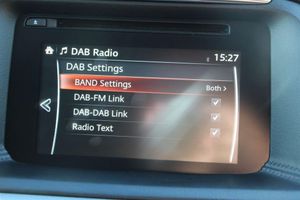 DAB Radio 15:27
DAB Settings
BAND Settings Both
DAB-FM Link
DAB-DAB Link
Radio Text